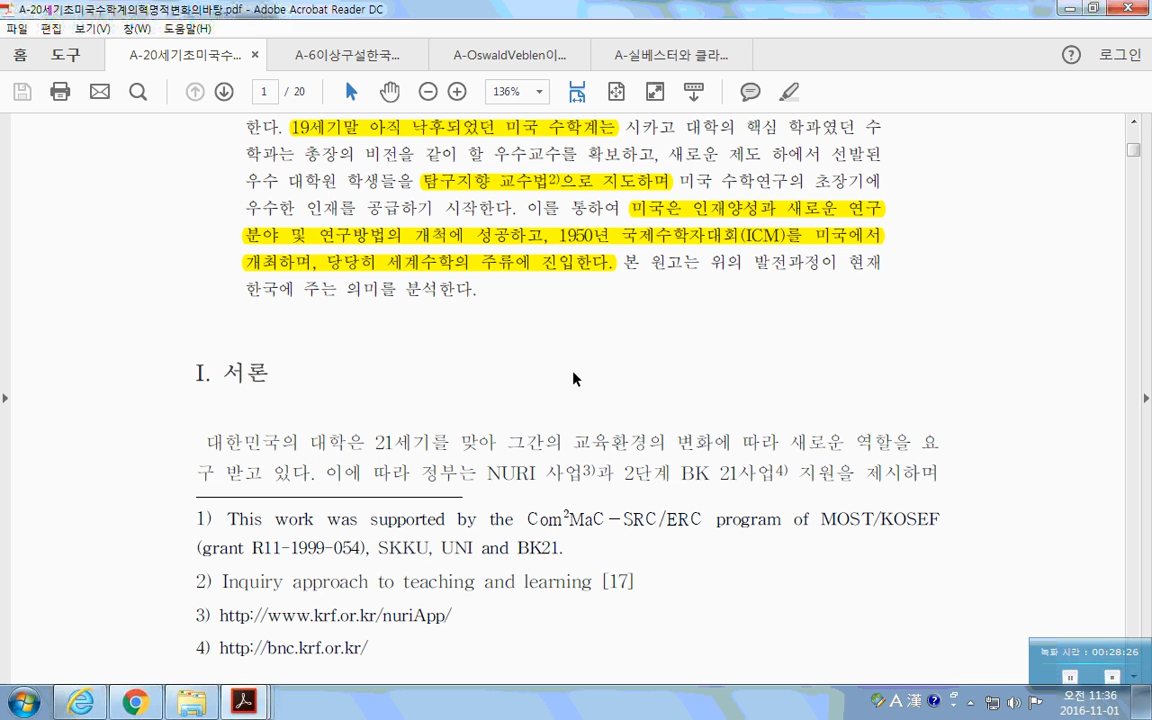 A-20세기초미국수학계의혁명적변화의바탕.pdf - Adobe Acrobat Reader DC
파일 편집 보기(V) 창(W) 도움말(H)
홈 도구 A-20세기초미국수... × A-6이상구설한국... A-OswaldVeblen이... A-실베스터와 클라... 로그인
1 / 20 136%
한다. 19세기말 아직 낙후되었던 미국 수학계는 시카고 대학의 핵심 학과였던 수
학과는 총장의 비전을 같이 할 우수교수를 확보하고, 새로운 제도 하에서 선발된
우수 대학원 학생들을 탐구지향 교수법2)으로 지도하며 미국 수학연구의 초장기에
우수한 인재를 공급하기 시작한다. 이를 통하여 미국은 인재양성과 새로운 연구
분야 및 연구방법의 개척에 성공하고, 1950년 국제수학자대회(ICM)를 미국에서
개최하며, 당당히 세계수학의 주류에 진입한다. 본 원고는 위의 발전과정이 현재
한국에 주는 의미를 분석한다.
I. 서론
대한민국의 대학은 21세기를 맞아 그간의 교육환경의 변화에 따라 새로운 역할을 요
구 받고 있다. 이에 따라 정부는 NURI 사업3)과 2단계 BK 21사업4) 지원을 제시하며
1) This work was supported by the Com²MaC-SRC/ERC program of MOST/KOSEF
(grant R11-1999-054), SKKU, UNI and BK21.
2) Inquiry approach to teaching and learning [17]
3) http://www.krf.or.kr/nuriApp/
4) http://bnc.krf.or.kr/
녹화 시간 : 00:28:26
A 漢
오전 11:36
2016-11-01